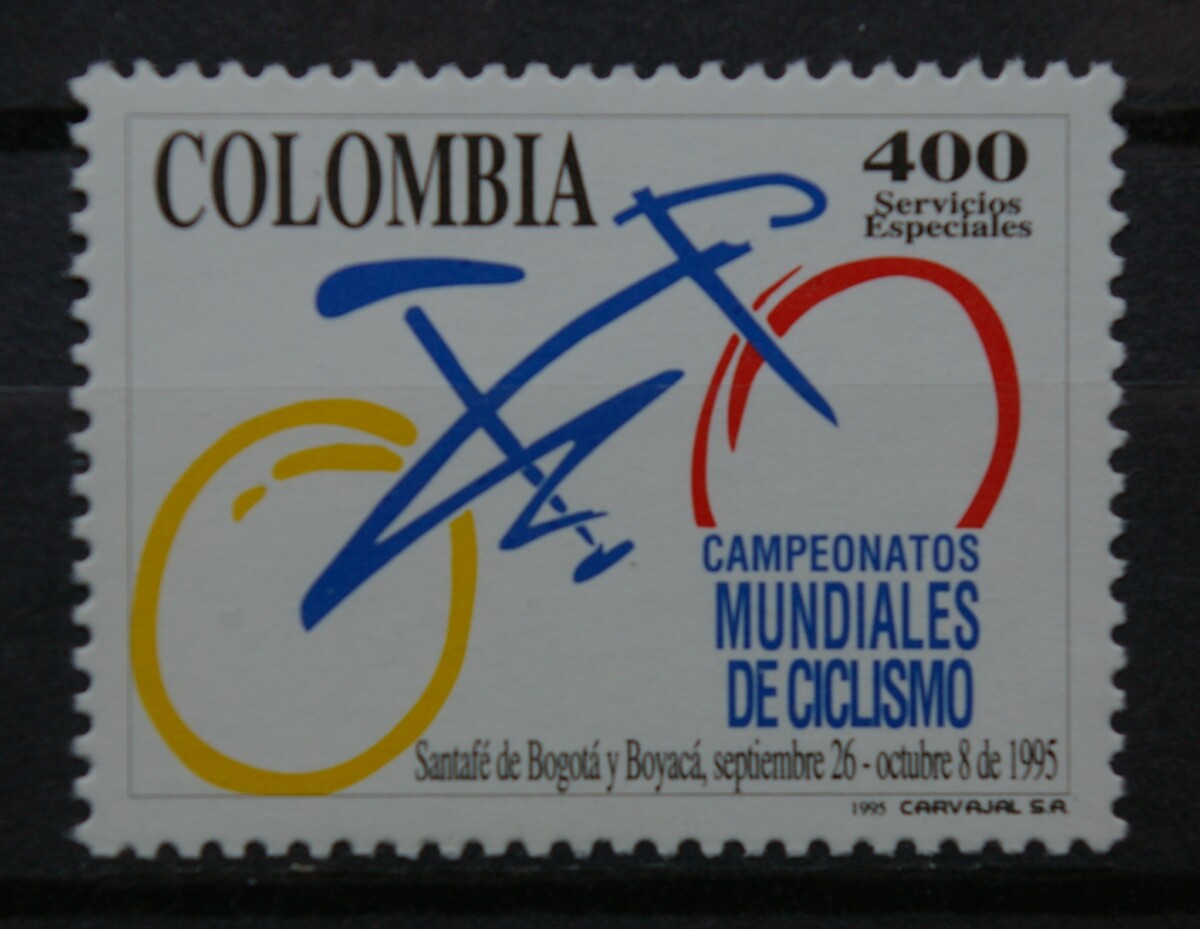 COLOMBIA
400
Servicios
Especiales
CAMPEONATOS
MUNDIALES
DE CICLISMO
Santafé de Bogotá y Boyacá, septiembre 26 - octubre 8 de 1995
1995 CARVAJAL S.A.